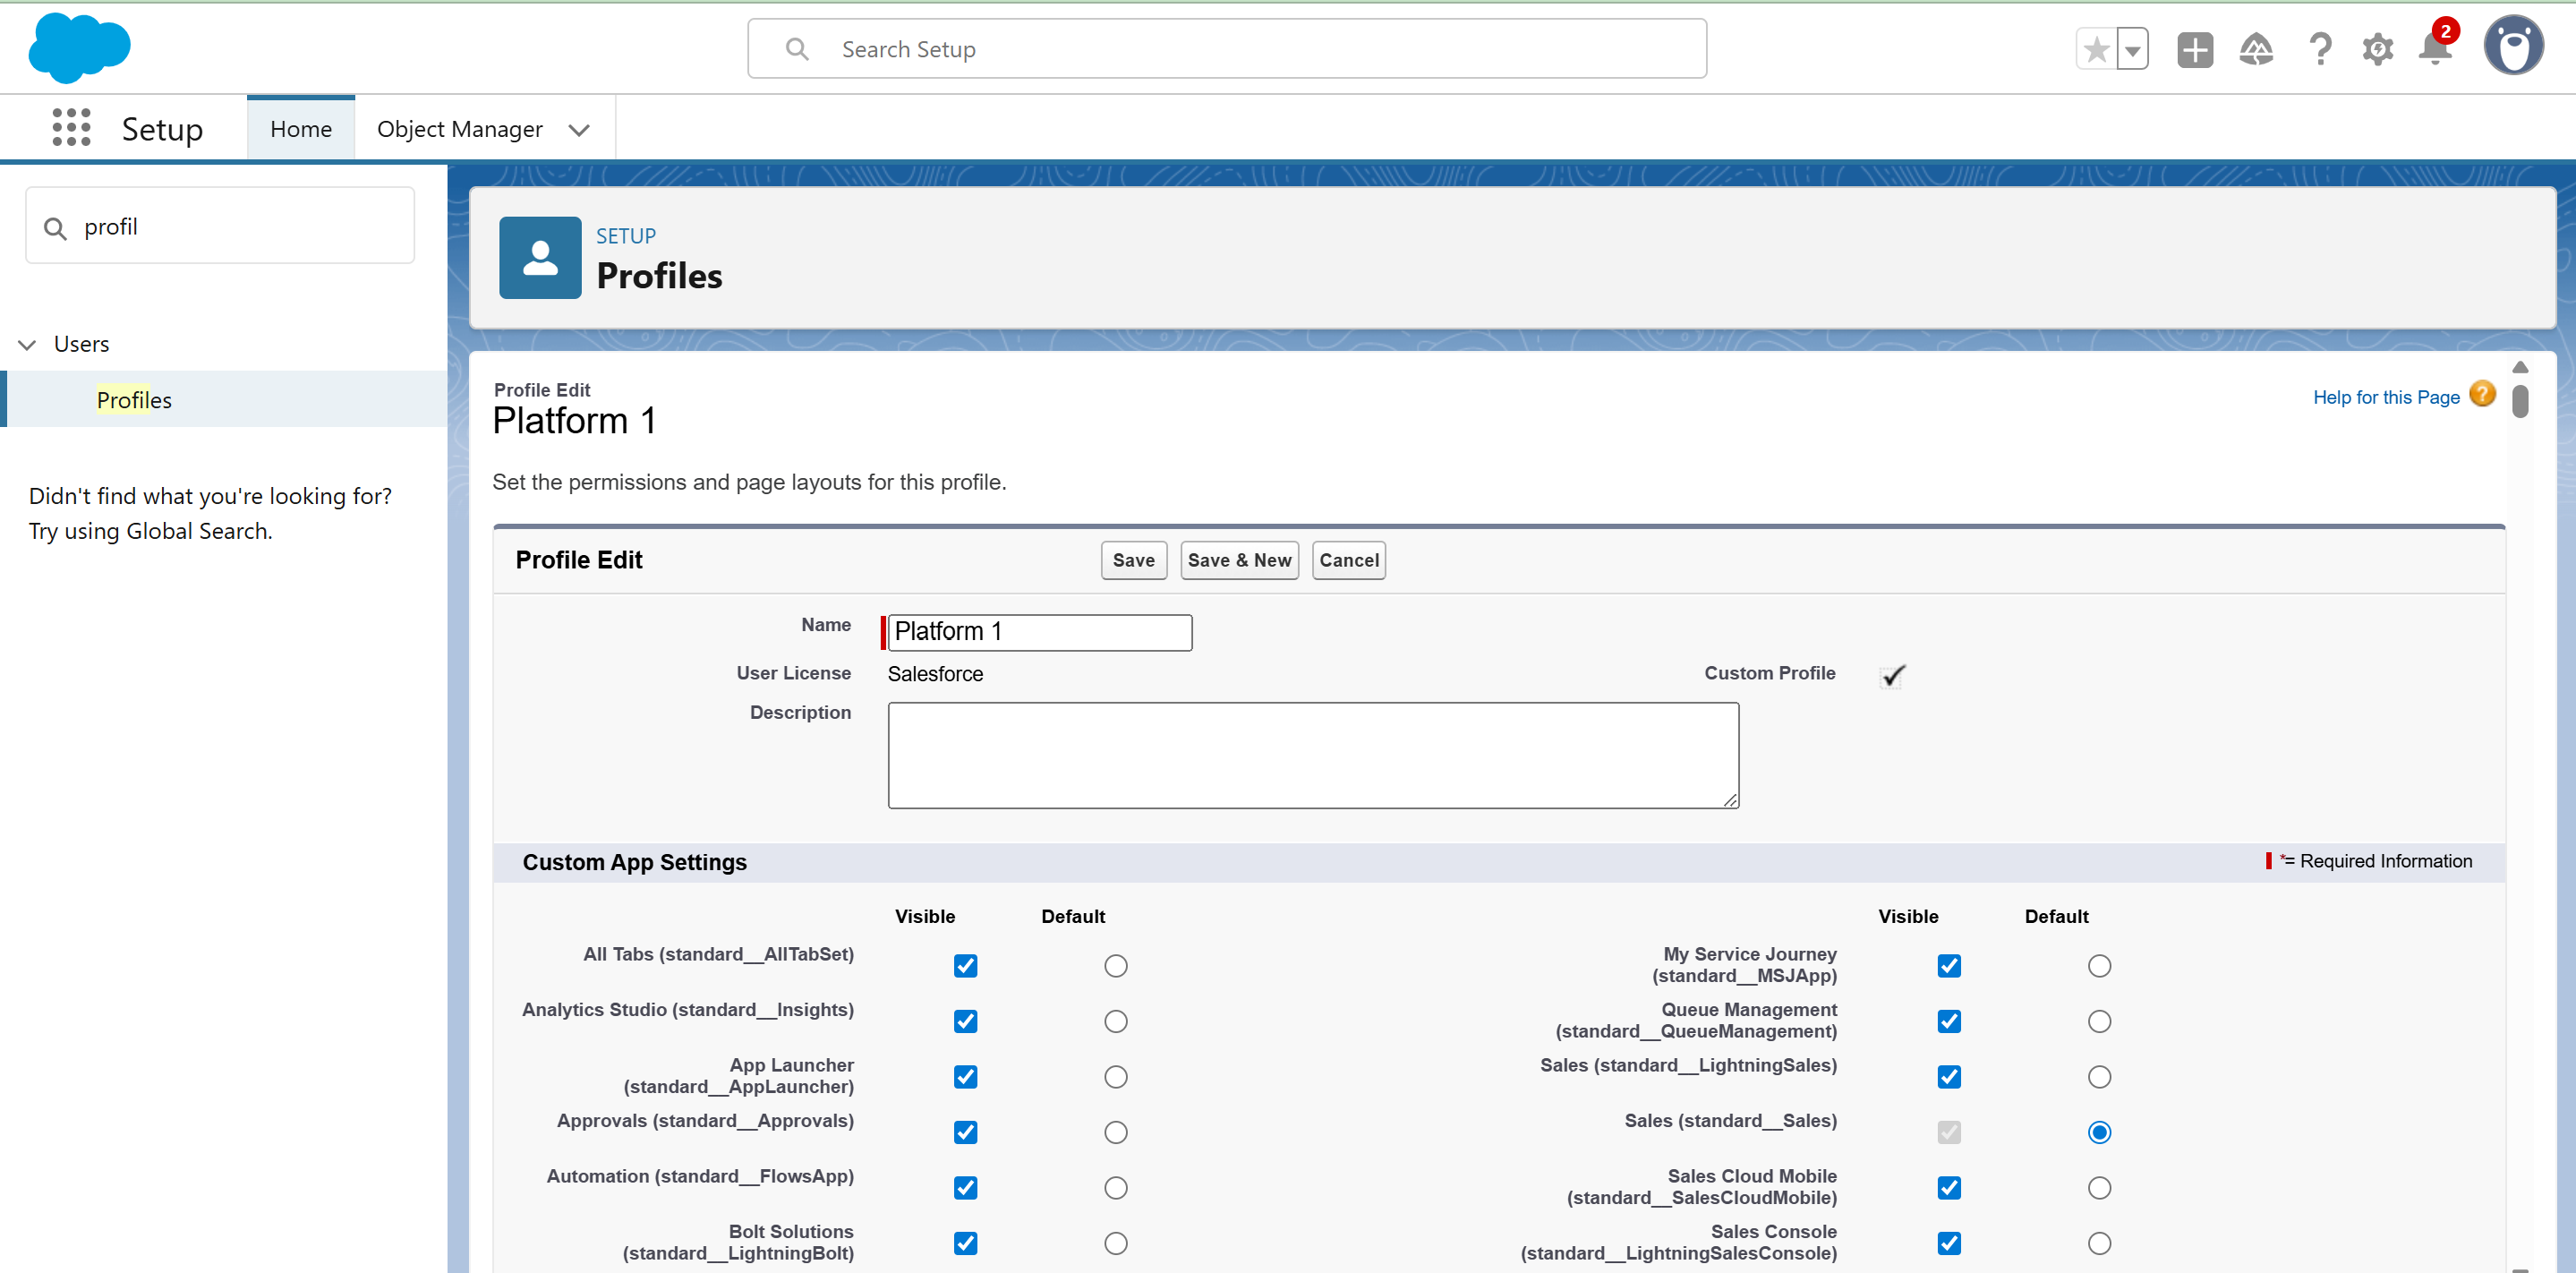 Search Setup
2
Setup
Home
Object Manager
profil
Users
Profiles
Didn't find what you're looking for?
Try using Global Search.
SETUP
Profiles
Profile Edit
Platform 1
Help for this Page
?
Set the permissions and page layouts for this profile.
Profile Edit
Save
Save & New
Cancel
Name
Platform 1
User License
Salesforce
Custom Profile
Description
Custom App Settings
*= Required Information
Visible
Default
Visible
Default
All Tabs (standard__AllTabSet)
My Service Journey
(standard__MSJApp)
Analytics Studio (standard__Insights)
Queue Management
(standard__QueueManagement)
App Launcher
(standard__AppLauncher)
Sales (standard__LightningSales)
Approvals (standard__Approvals)
Sales (standard__Sales)
Automation (standard__FlowsApp)
Sales Cloud Mobile
(standard__SalesCloudMobile)
Bolt Solutions
(standard__LightningBolt)
Sales Console
(standard__LightningSalesConsole)